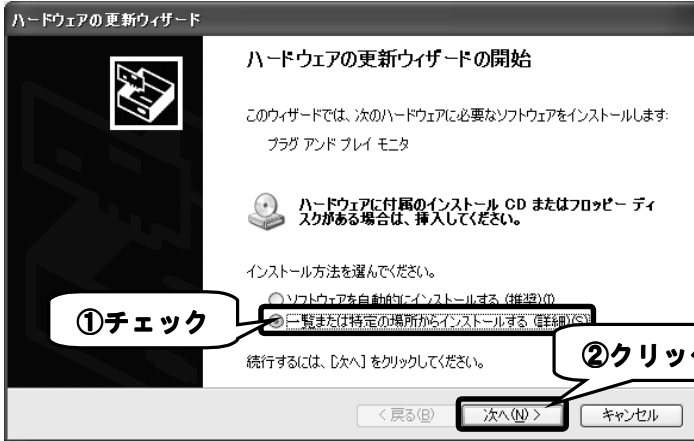 ハードウェアの更新ウィザード
ハードウェアの更新ウィザードの開始
このウィザードでは、次のハードウェアに必要なソフトウェアをインストールします:
プラグ アンド プレイ モニタ
ハードウェアに付属のインストール CD またはフロッピー ディ
スクがある場合は、挿入してください。
インストール方法を選んでください。
ソフトウェアを自動的にインストールする (推奨)(I)
①チェック
一覧または特定の場所からインストールする (詳細)(S)
②クリック
続行するには、[次へ] をクリックしてください。
< 戻る(B)
次へ(N) >
キャンセル